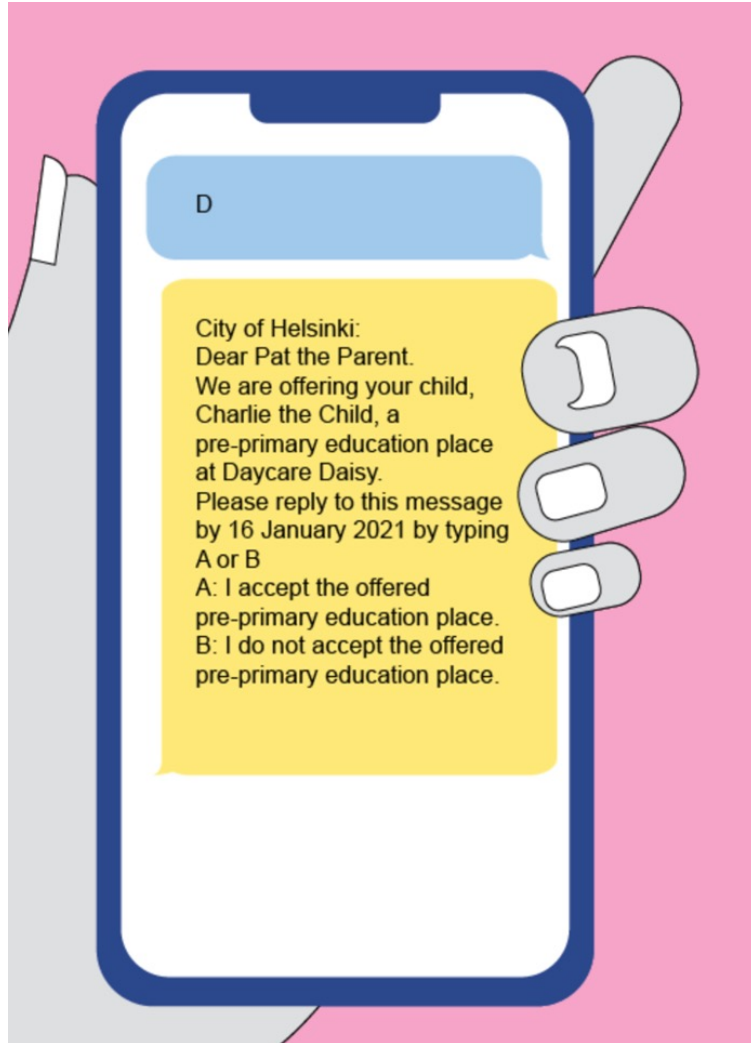 D
City of Helsinki:
Dear Pat the Parent.
We are offering your child,
Charlie the Child, a
pre-primary education place
at Daycare Daisy.
Please reply to this message
by 16 January 2021 by typing
A or B
A: I accept the offered
pre-primary education place.
B: I do not accept the offered
pre-primary education place.